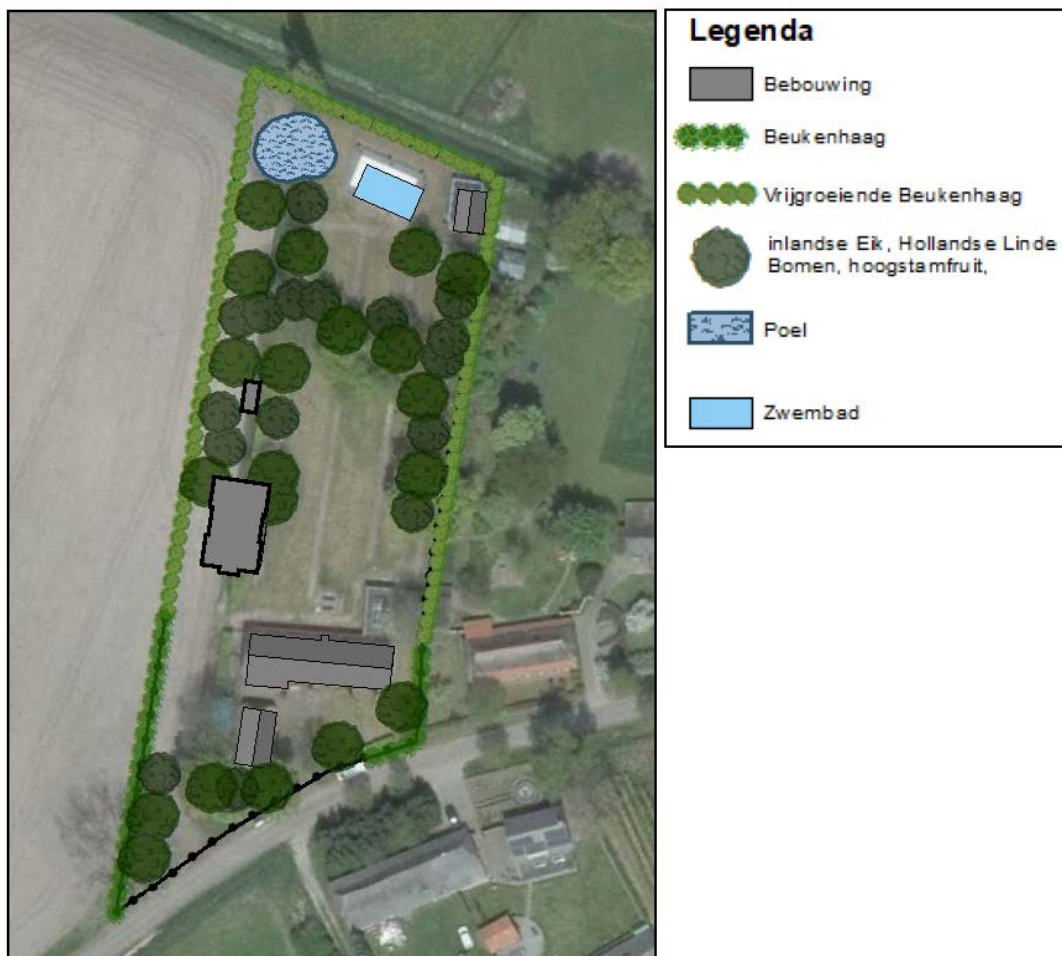 Legenda
Bebouwing
Beukenhaag
Vrijgroeiende Beukenhaag
inlandse Eik, Hollandse Linde
Bomen, hoogstamfruit,
Poel
Zwembad